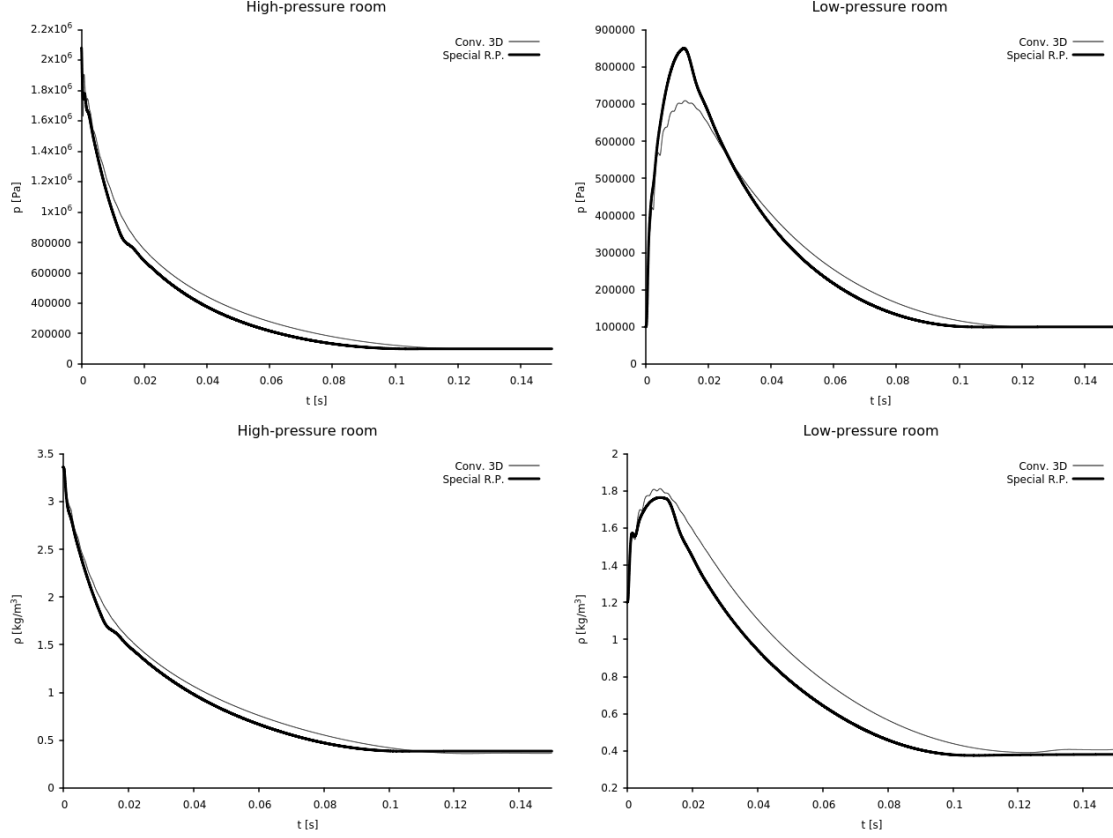 High-pressure room
2.2x10⁶
2x10⁶
1.8x10⁶
1.6x10⁶
1.4x10⁶
1.2x10⁶
1x10⁶
800000
600000
400000
200000
0
p [Pa]
Conv. 3D
Special R.P.
0 0.02 0.04 0.06 0.08 0.1 0.12 0.14
t [s]
Low-pressure room
900000
800000
700000
600000
500000
400000
300000
200000
100000
0
p [Pa]
Conv. 3D
Special R.P.
0 0.02 0.04 0.06 0.08 0.1 0.12 0.14
t [s]
High-pressure room
3.5
3
2.5
2
1.5
1
0.5
0
ρ [kg/m³]
Conv. 3D
Special R.P.
0 0.02 0.04 0.06 0.08 0.1 0.12 0.14
t [s]
Low-pressure room
2
1.8
1.6
1.4
1.2
1
0.8
0.6
0.4
0.2
ρ [kg/m³]
Conv. 3D
Special R.P.
0 0.02 0.04 0.06 0.08 0.1 0.12 0.14
t [s]